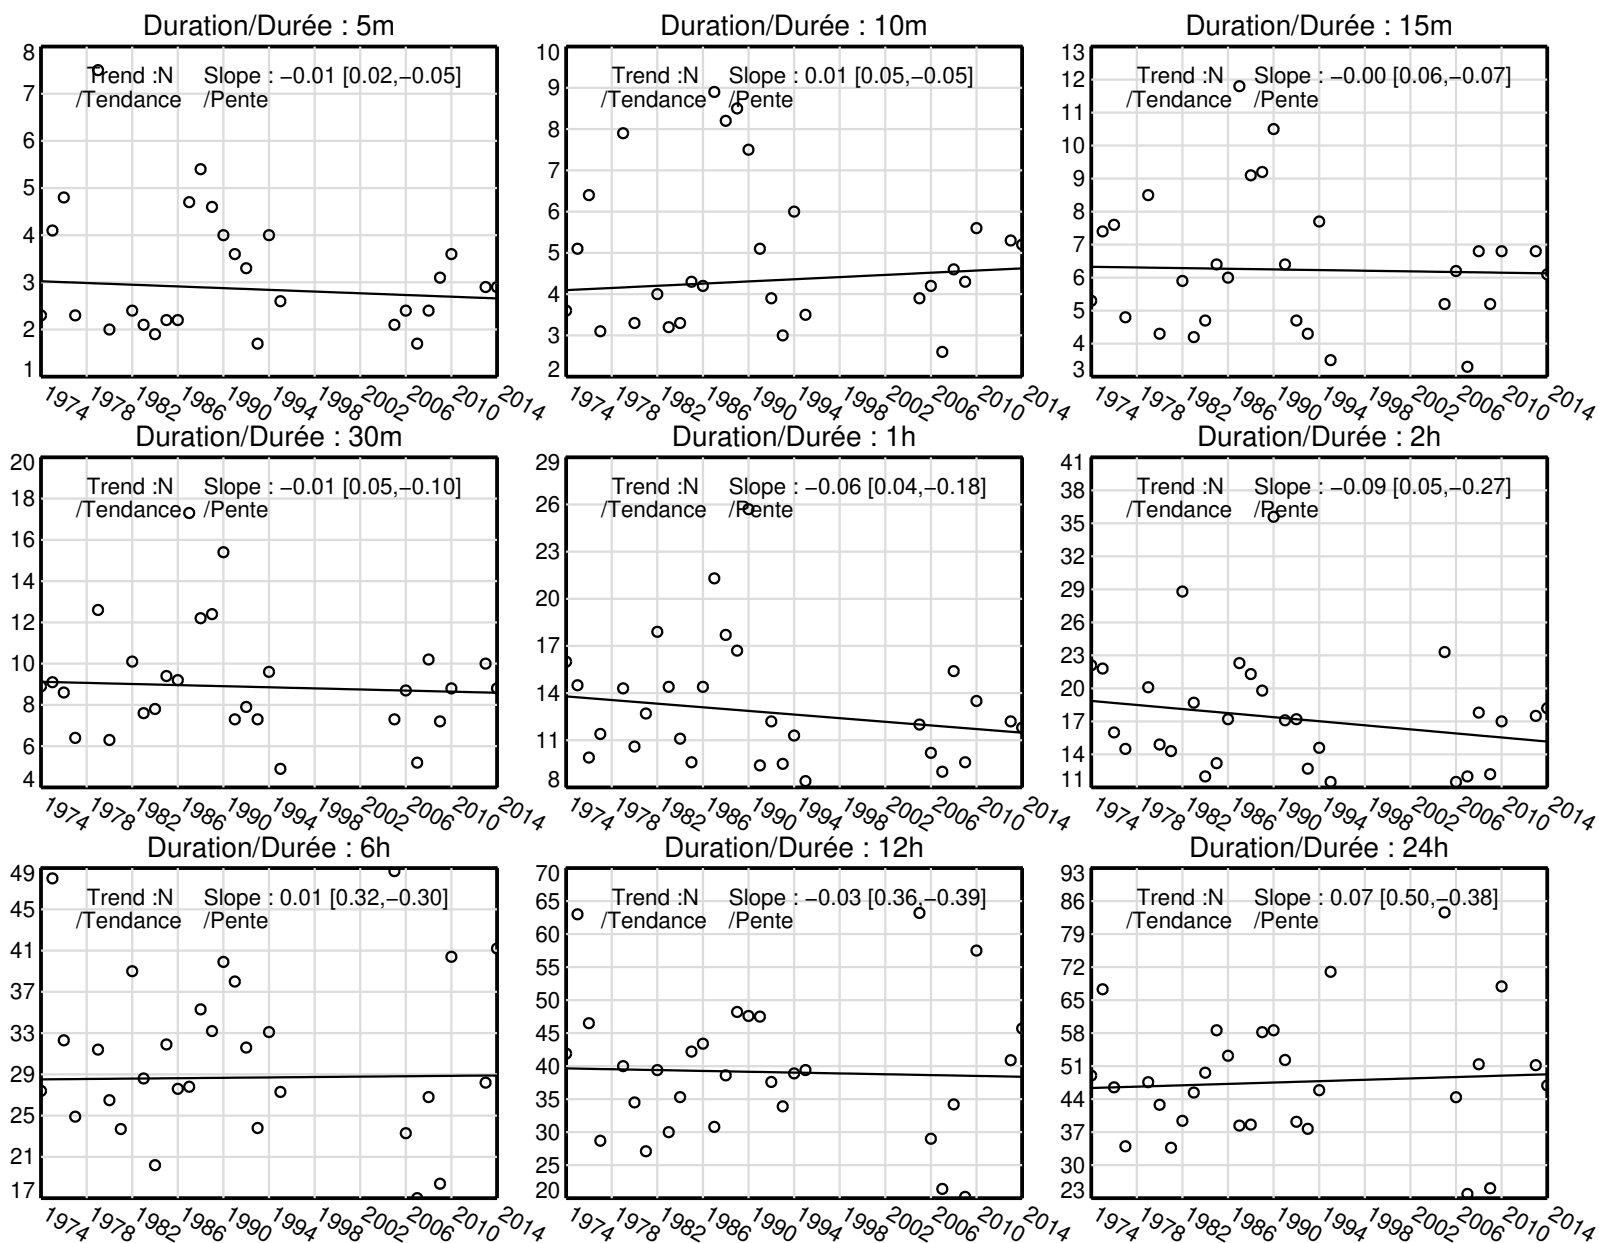 Duration/Durée : 5m
Trend :N Slope : −0.01 [0.02,−0.05]
/Tendance /Pente
8
7
6
5
4
3
2
1
1974 1978 1982 1986 1990 1994 1998 2002 2006 2010 2014
Duration/Durée : 10m
Trend :N Slope : 0.01 [0.05,−0.05]
/Tendance /Pente
10
9
8
7
6
5
4
3
2
1974 1978 1982 1986 1990 1994 1998 2002 2006 2010 2014
Duration/Durée : 15m
Trend :N Slope : −0.00 [0.06,−0.07]
/Tendance /Pente
13
12
11
10
9
8
7
6
5
4
3
1974 1978 1982 1986 1990 1994 1998 2002 2006 2010 2014
Duration/Durée : 30m
Trend :N Slope : −0.01 [0.05,−0.10]
/Tendance /Pente
20
18
16
14
12
10
8
6
4
1974 1978 1982 1986 1990 1994 1998 2002 2006 2010 2014
Duration/Durée : 1h
Trend :N Slope : −0.06 [0.04,−0.18]
/Tendance /Pente
29
26
23
20
17
14
11
8
1974 1978 1982 1986 1990 1994 1998 2002 2006 2010 2014
Duration/Durée : 2h
Trend :N Slope : −0.09 [0.05,−0.27]
/Tendance /Pente
41
38
35
32
29
26
23
20
17
14
11
1974 1978 1982 1986 1990 1994 1998 2002 2006 2010 2014
Duration/Durée : 6h
Trend :N Slope : 0.01 [0.32,−0.30]
/Tendance /Pente
49
45
41
37
33
29
25
21
17
1974 1978 1982 1986 1990 1994 1998 2002 2006 2010 2014
Duration/Durée : 12h
Trend :N Slope : −0.03 [0.36,−0.39]
/Tendance /Pente
70
65
60
55
50
45
40
35
30
25
20
1974 1978 1982 1986 1990 1994 1998 2002 2006 2010 2014
Duration/Durée : 24h
Trend :N Slope : 0.07 [0.50,−0.38]
/Tendance /Pente
93
86
79
72
65
58
51
44
37
30
23
1974 1978 1982 1986 1990 1994 1998 2002 2006 2010 2014